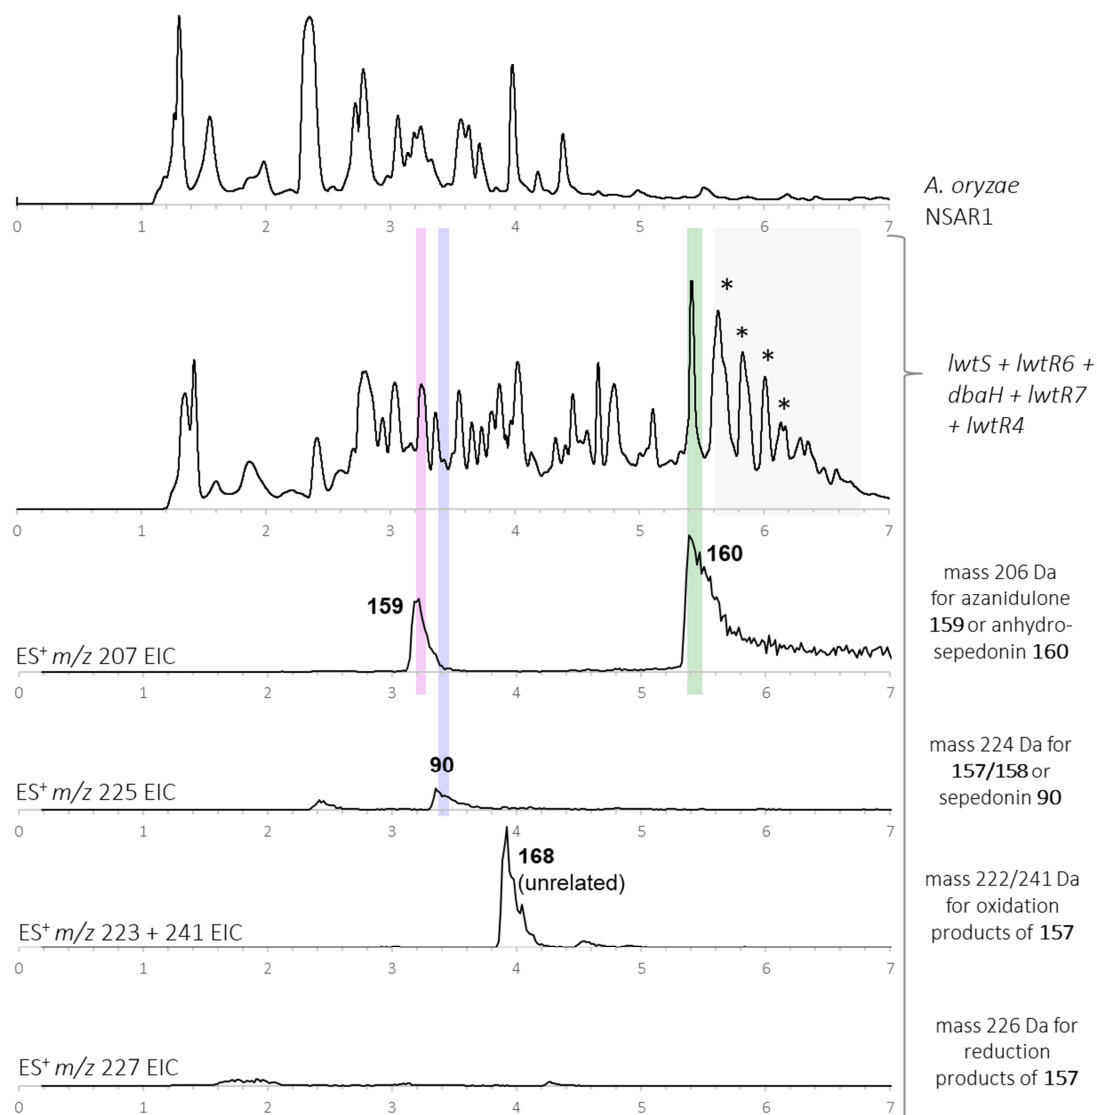 A. oryzae
NSAR1
0 1 2 3 4 5 6 7
* * * *
lwtS + lwtR6 +
dbaH + lwtR7
+ lwtR4
0 1 2 3 4 5 6 7
159
160
ES+ m/z 207 EIC
mass 206 Da
for azanidulone
159 or anhydro-
sepedonin 160
0 1 2 3 4 5 6 7
90
ES+ m/z 225 EIC
mass 224 Da for
157/158 or
sepedonin 90
0 1 2 3 4 5 6 7
168
(unrelated)
ES+ m/z 223 + 241 EIC
mass 222/241 Da
for oxidation
products of 157
0 1 2 3 4 5 6 7
ES+ m/z 227 EIC
mass 226 Da for
reduction
products of 157
0 1 2 3 4 5 6 7